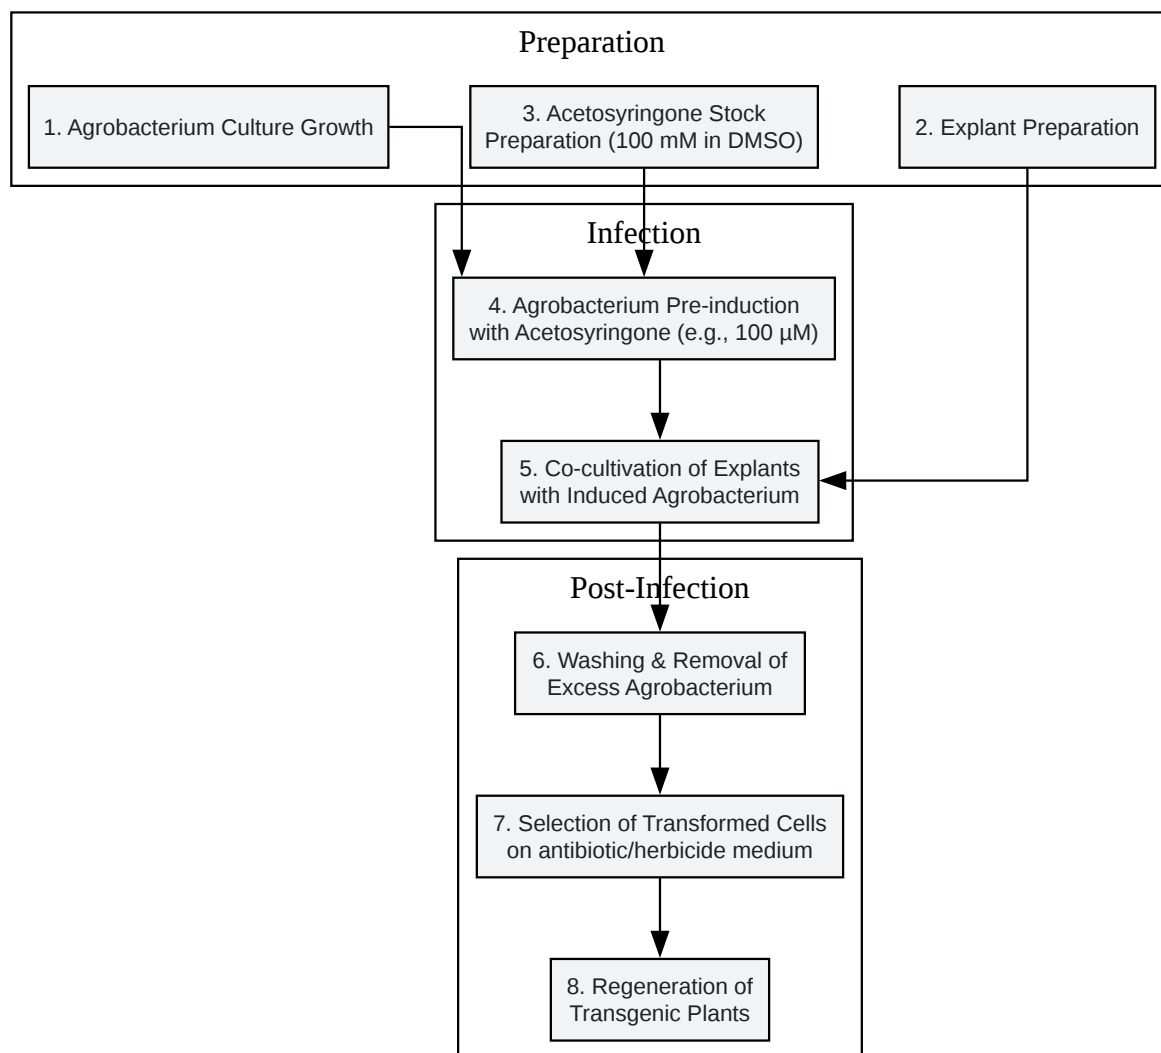 Preparation
1. Agrobacterium Culture Growth
3. Acetosyringone Stock
Preparation (100 mM in DMSO)
2. Explant Preparation
Infection
4. Agrobacterium Pre-induction
with Acetosyringone (e.g., 100 µM)
5. Co-cultivation of Explants
with Induced Agrobacterium
Post-Infection
6. Washing & Removal of
Excess Agrobacterium
7. Selection of Transformed Cells
on antibiotic/herbicide medium
8. Regeneration of
Transgenic Plants